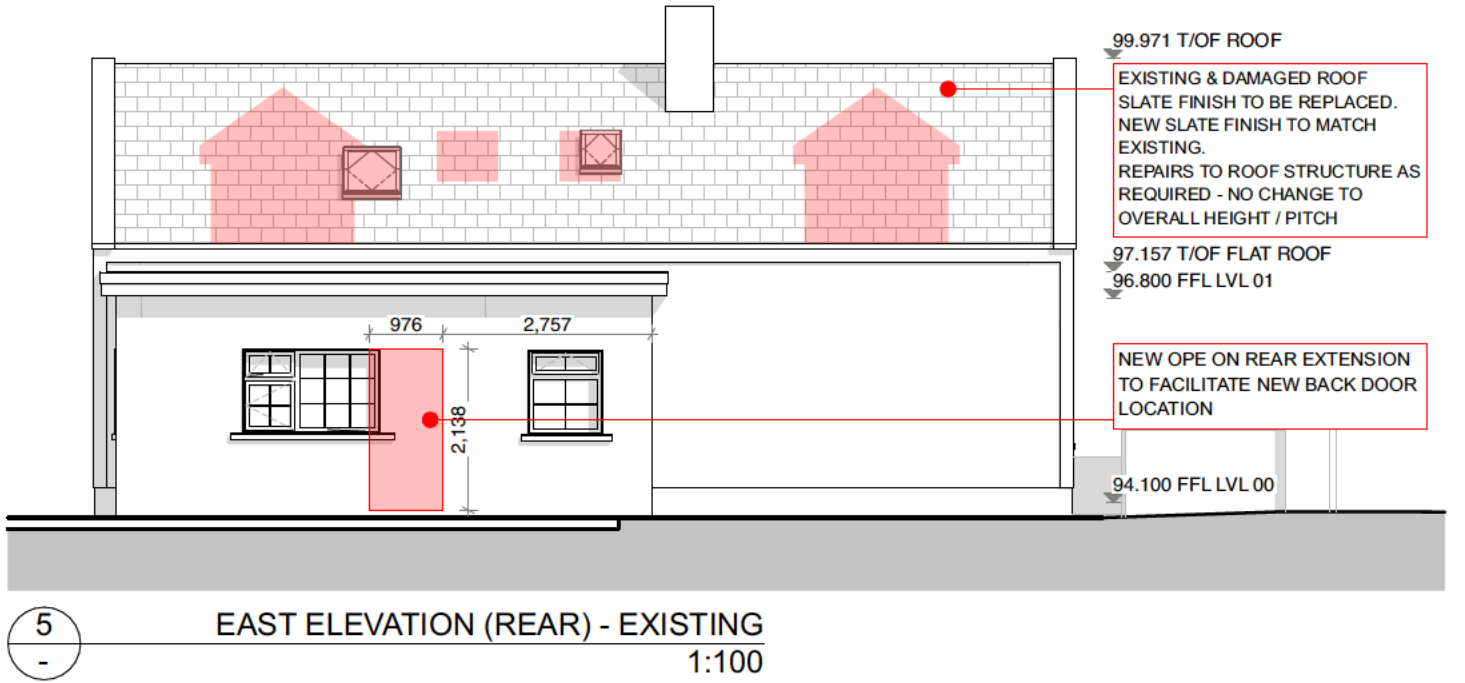 99.971 T/OF ROOF
EXISTING & DAMAGED ROOF
SLATE FINISH TO BE REPLACED.
NEW SLATE FINISH TO MATCH
EXISTING.
REPAIRS TO ROOF STRUCTURE AS
REQUIRED - NO CHANGE TO
OVERALL HEIGHT / PITCH
97.157 T/OF FLAT ROOF
96.800 FFL LVL 01
976
2,757
2,138
NEW OPE ON REAR EXTENSION
TO FACILITATE NEW BACK DOOR
LOCATION
94.100 FFL LVL 00
5
-
EAST ELEVATION (REAR) - EXISTING
1:100